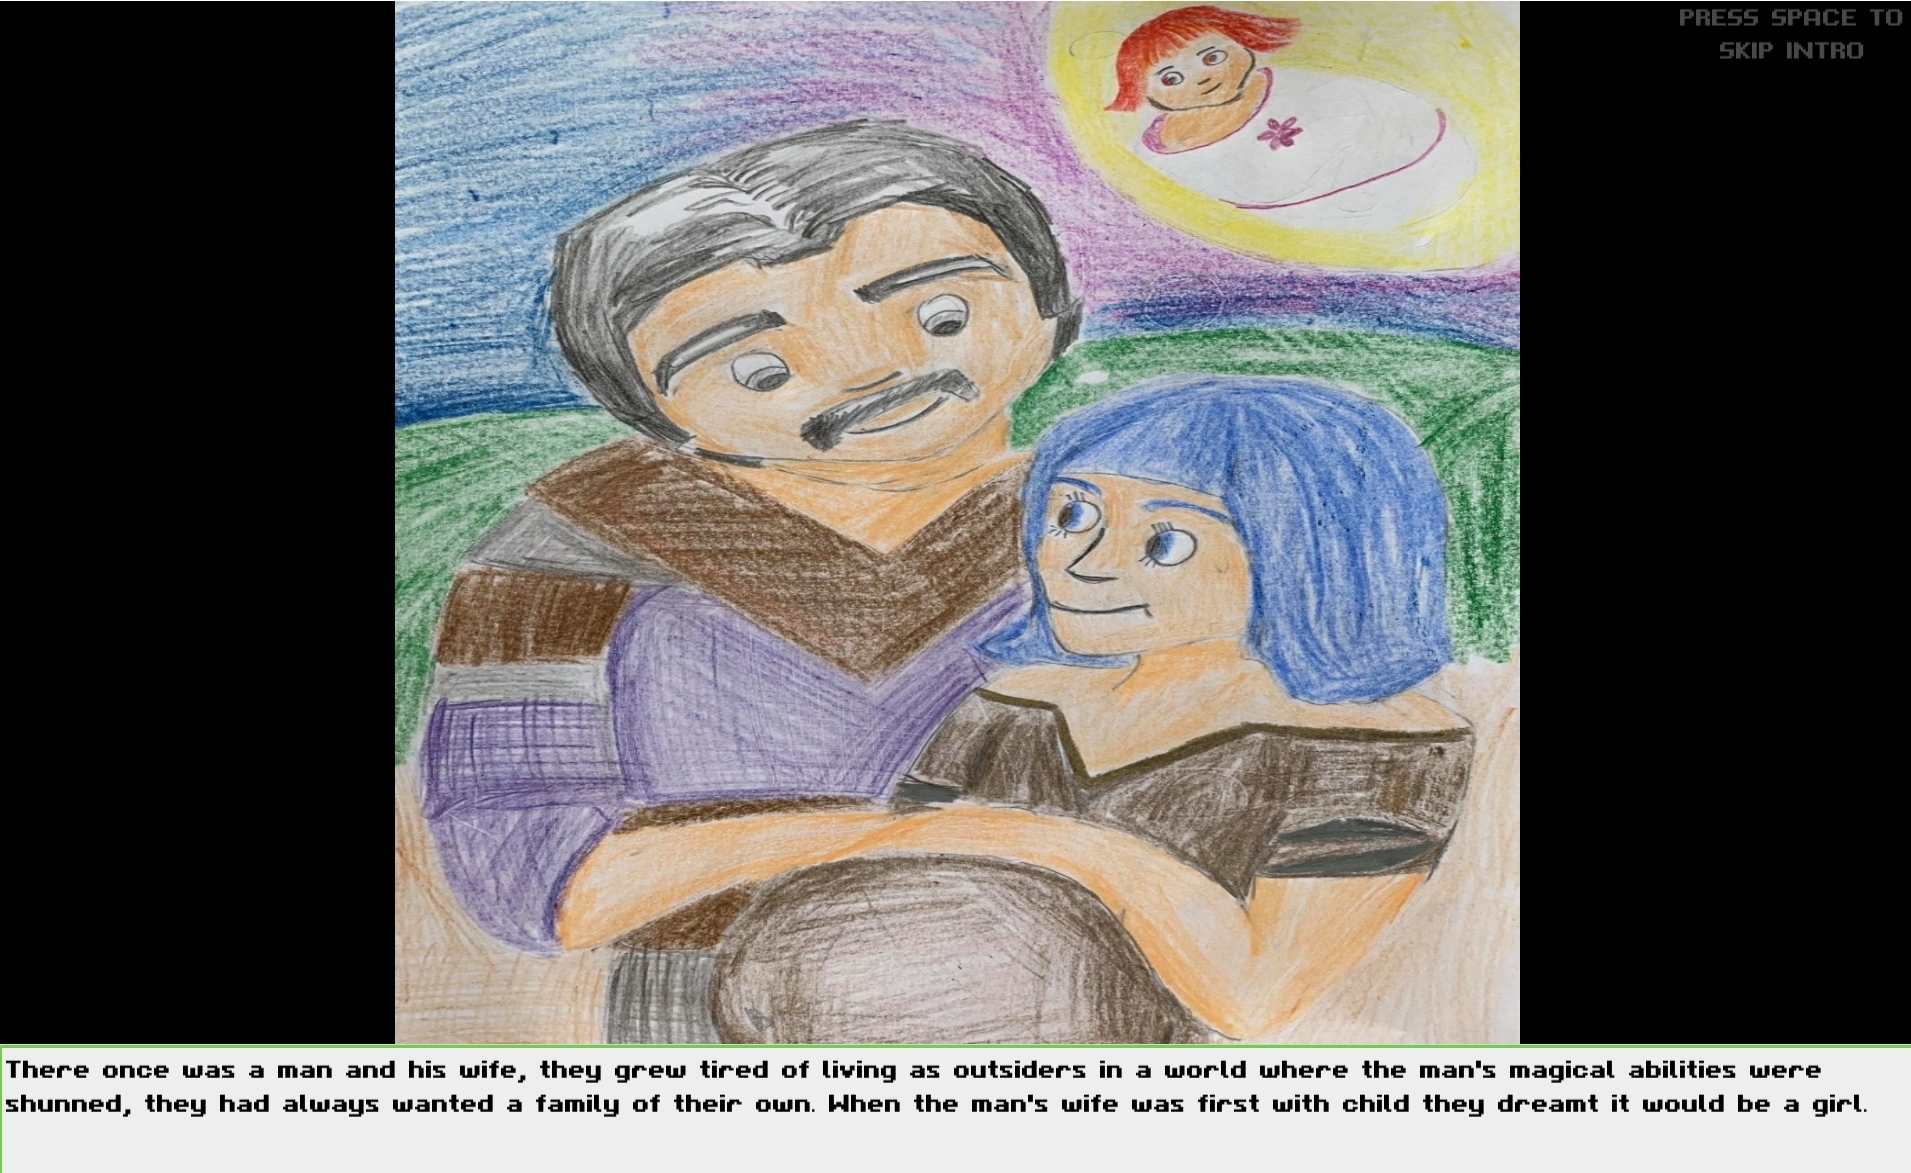 PRESS SPACE TO
SKIP INTRO
There once was a man and his wife, they grew tired of living as outsiders in a world where the man's magical abilities were
shunned, they had always wanted a family of their own. When the man's wife was first with child they dreamt it would be a girl.